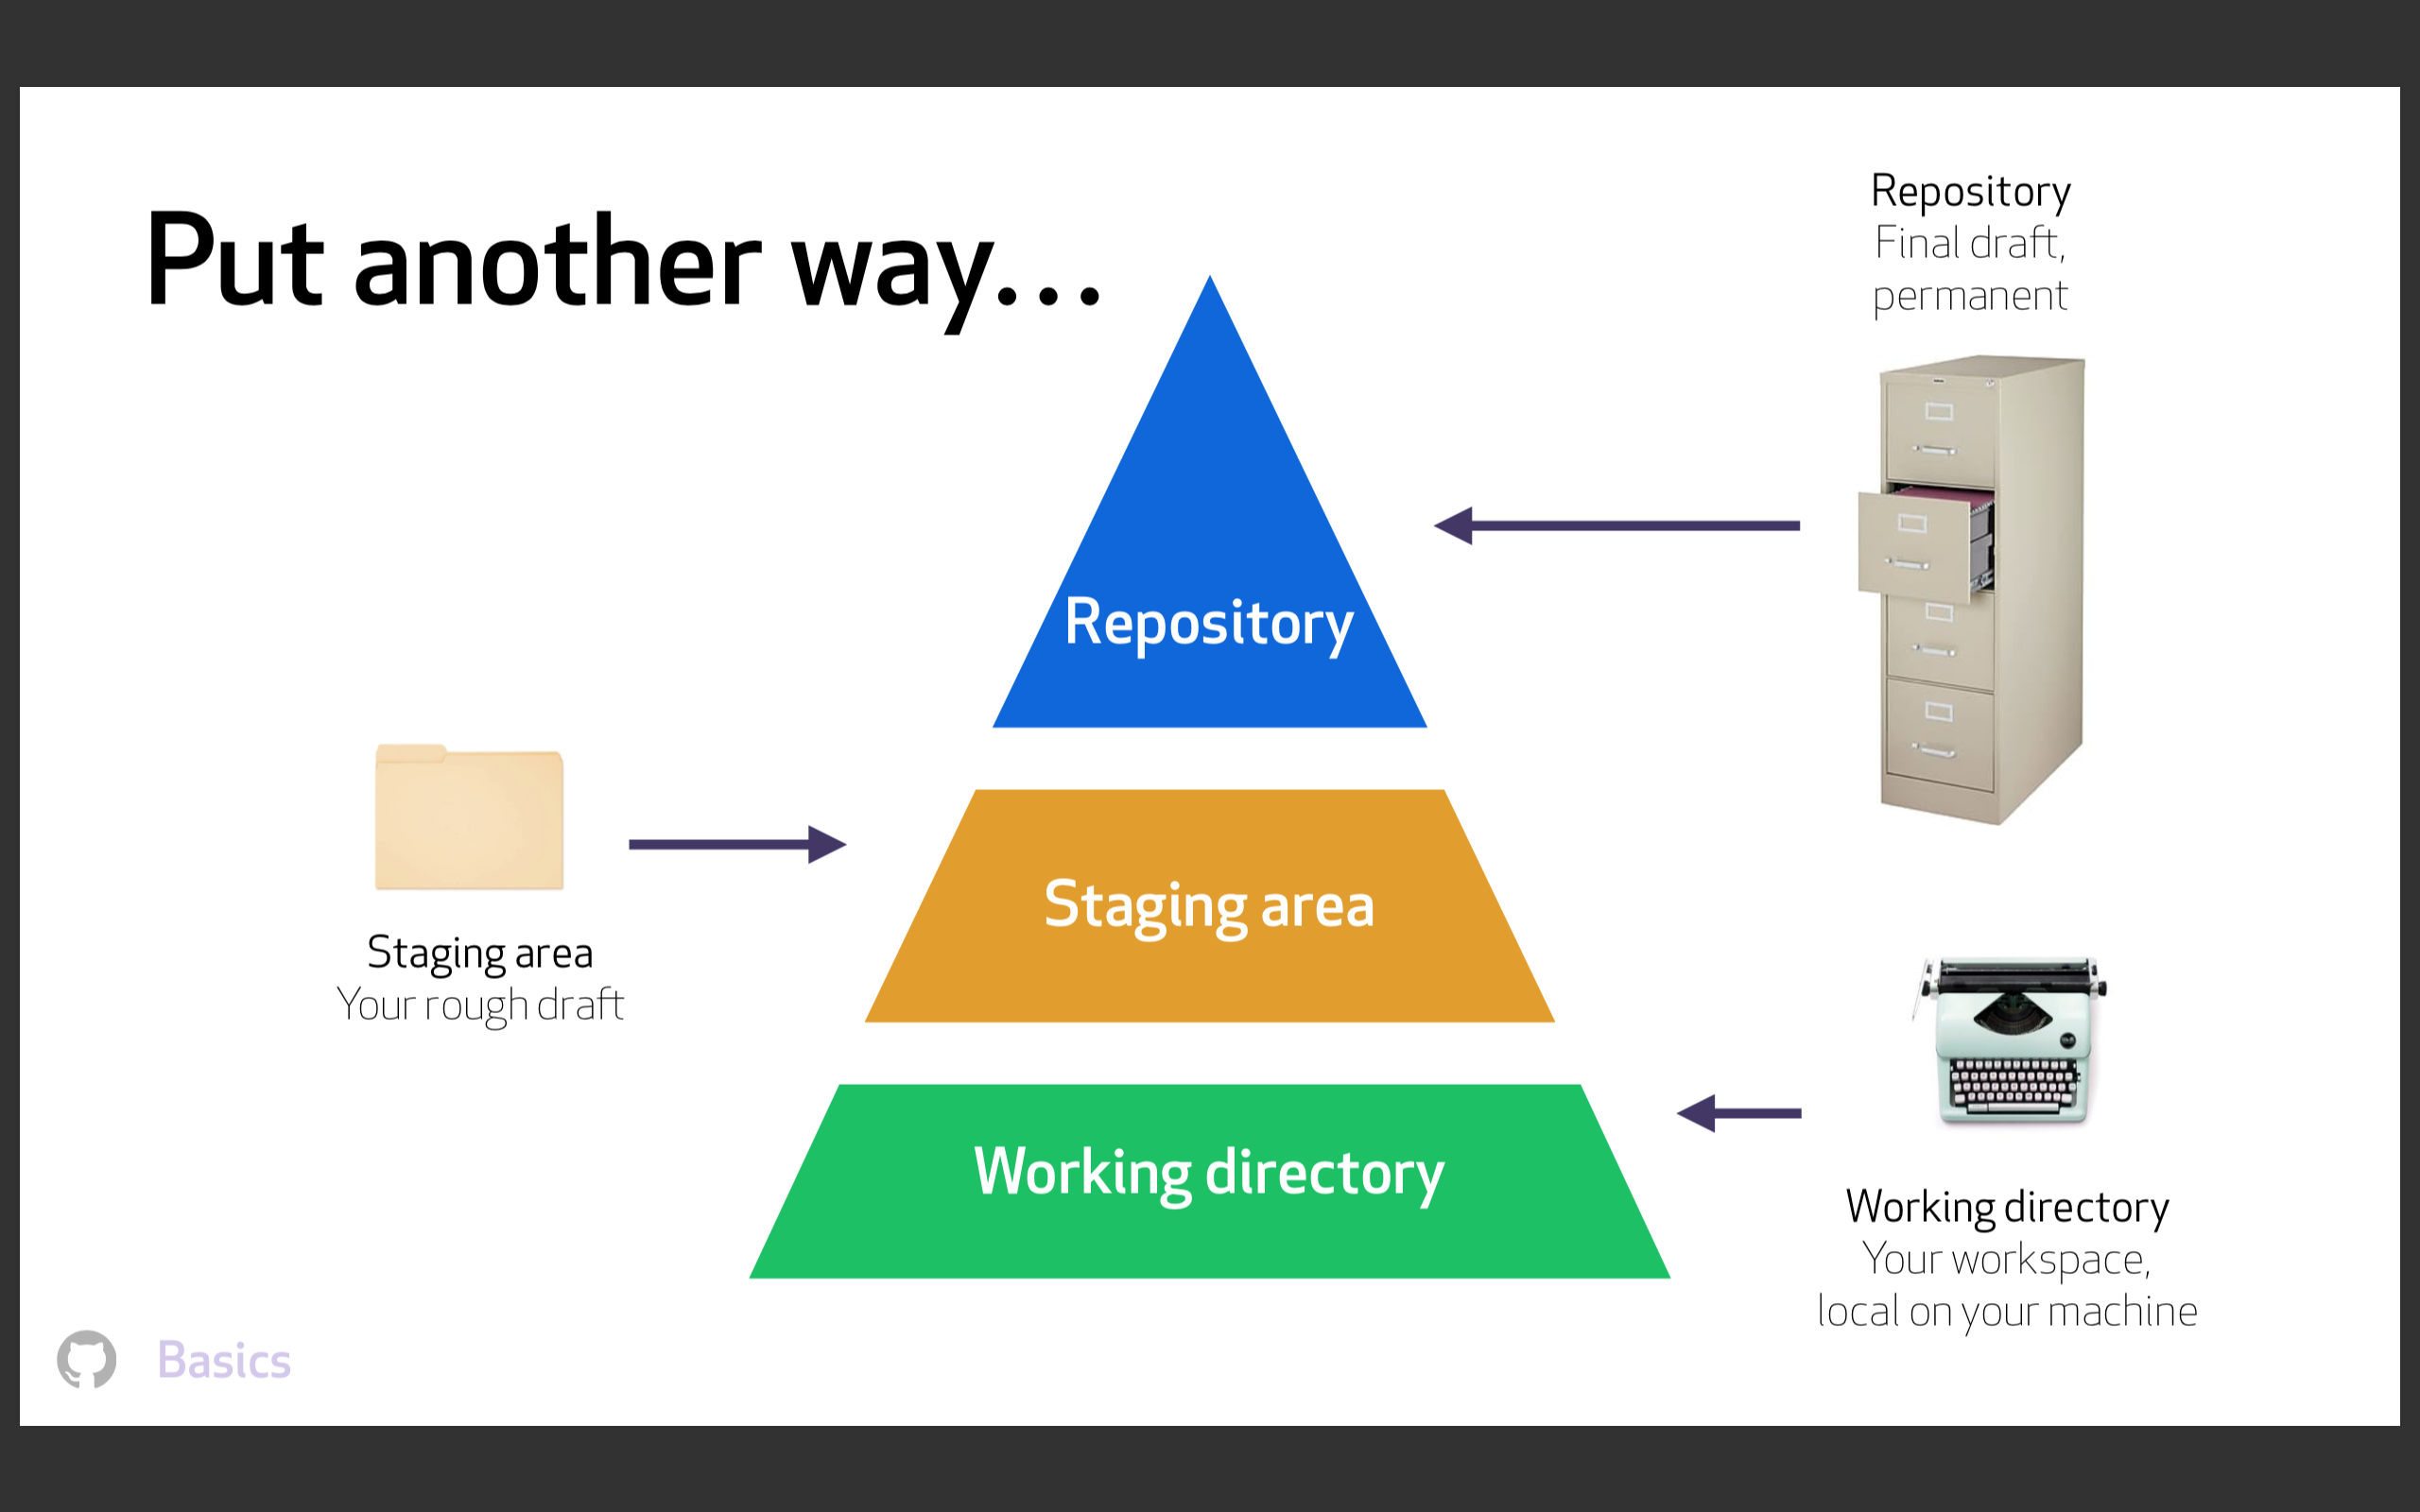 Put another way...
Repository
Final draft,
permanent
Repository
Staging area
Staging area
Your rough draft
Working directory
Working directory
Your workspace,
local on your machine
Basics